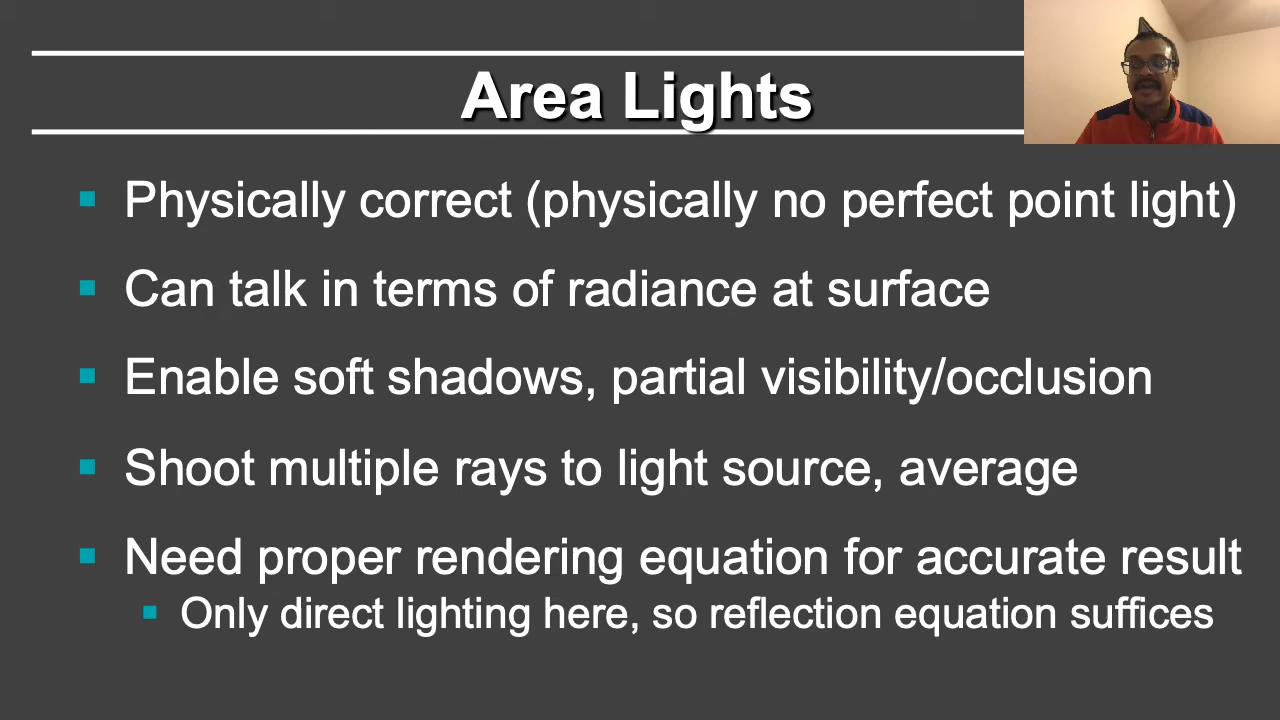 Area Lights
Physically correct (physically no perfect point light)
Can talk in terms of radiance at surface
Enable soft shadows, partial visibility/occlusion
Shoot multiple rays to light source, average
Need proper rendering equation for accurate result
Only direct lighting here, so reflection equation suffices